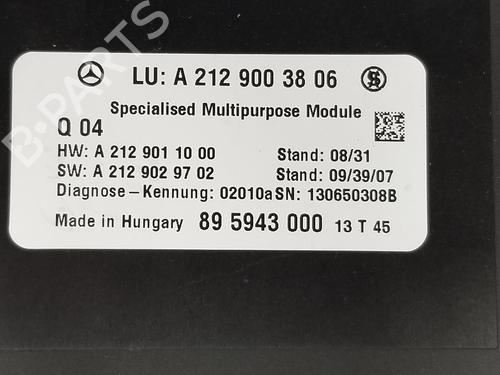 LU: A 212 900 38 06
Specialised Multipurpose Module
Q 04
HW: A 212 901 10 00 Stand: 08/31
SW: A 212 902 97 02 Stand: 09/39/07
Diagnose-Kennung: 02010a SN: 130650308B
Made in Hungary 89 5943 000 13 T 45
B-PARTS